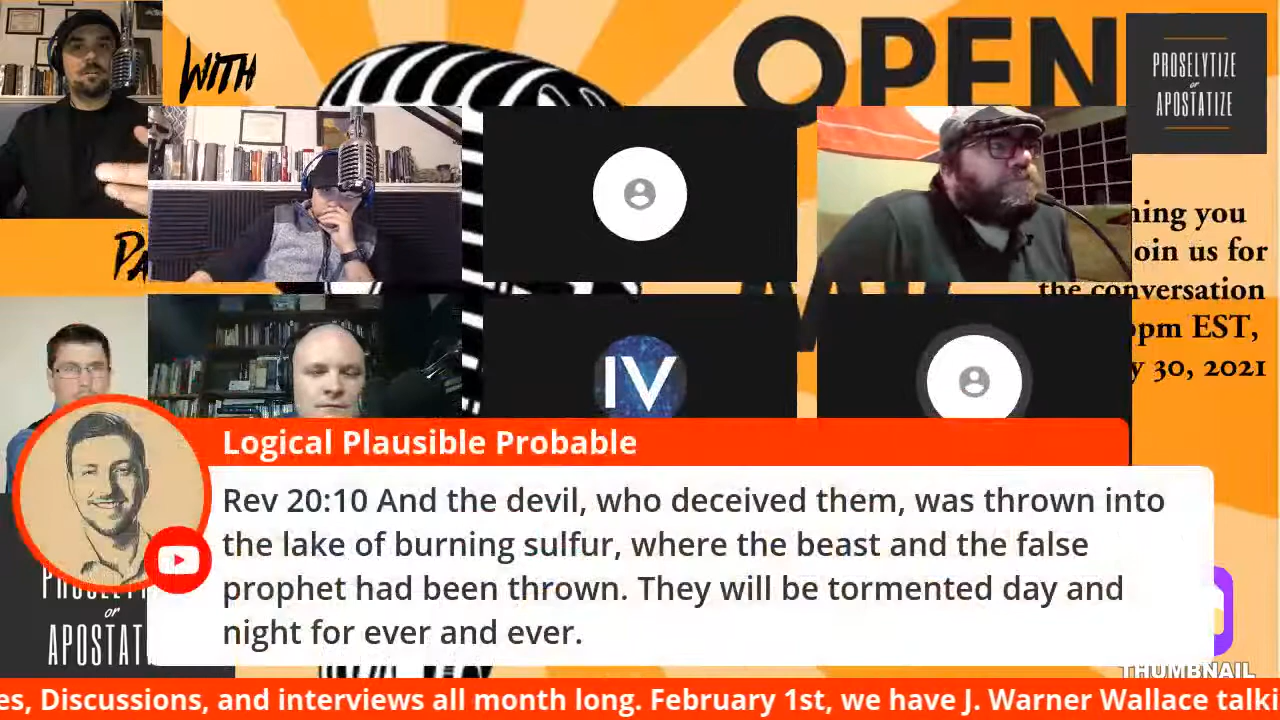 WITH
OPEN
PROSELYTIZE
or
APOSTATIZE
PA
ning you
oin us for
the conversation
pm EST,
y 30, 2021
IV
Logical Plausible Probable
Rev 20:10 And the devil, who deceived them, was thrown into
the lake of burning sulfur, where the beast and the false
prophet had been thrown. They will be tormented day and
night for ever and ever.
PROSELYTIZE
or
APOSTAT
THUMBNAIL
es, Discussions, and interviews all month long. February 1st, we have J. Warner Wallace talki